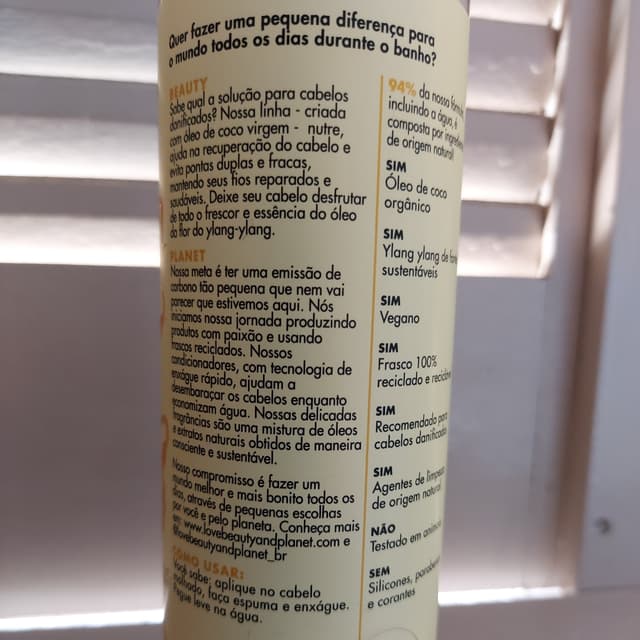 Quer fazer uma pequena diferença para
o mundo todos os dias durante o banho?
BEAUTY
Sabe qual a solução para cabelos
danificados? Nossa linha - criada
com óleo de coco virgem - nutre,
ajuda na recuperação do cabelo e
evita pontas duplas e fracas,
mantendo seus fios reparados e
saudáveis. Deixe seu cabelo desfrutar
de todo o frescor e essência do óleo
da flor do ylang-ylang.
PLANET
Nossa meta é ter uma emissão de
carbono tão pequena que nem vai
parecer que estivemos aqui. Nós
iniciamos nossa jornada produzindo
produtos com paixão e usando
frascos reciclados. Nossos
condicionadores, com tecnologia de
enxágue rápido, ajudam a
desembaraçar os cabelos enquanto
economizam água. Nossas delicadas
fragrâncias são uma mistura de óleos
e extratos naturais obtidos de maneira
consciente e sustentável.
Nosso compromisso é fazer um
mundo melhor e mais bonito todos os
dias, através de pequenas escolhas
por você e pelo planeta. Conheça mais
em: www.lovebeautyandplanet.com e
@lovebeautyandplanet_br
COMO USAR:
Você sabe: aplique no cabelo
molhado, faça espuma e enxágue.
Pegue leve na água.
94% da nossa
incluindo a água, é
composta por
de origem natural
SIM
Óleo de coco
orgânico
SIM
Ylang ylang de
sustentáveis
SIM
Vegano
SIM
Frasco 100%
reciclado e
SIM
Recomendado para
cabelos danificados
SIM
Agentes de limpeza
de origem natural
NÃO
Testado em
SEM
Silicones,
e corantes